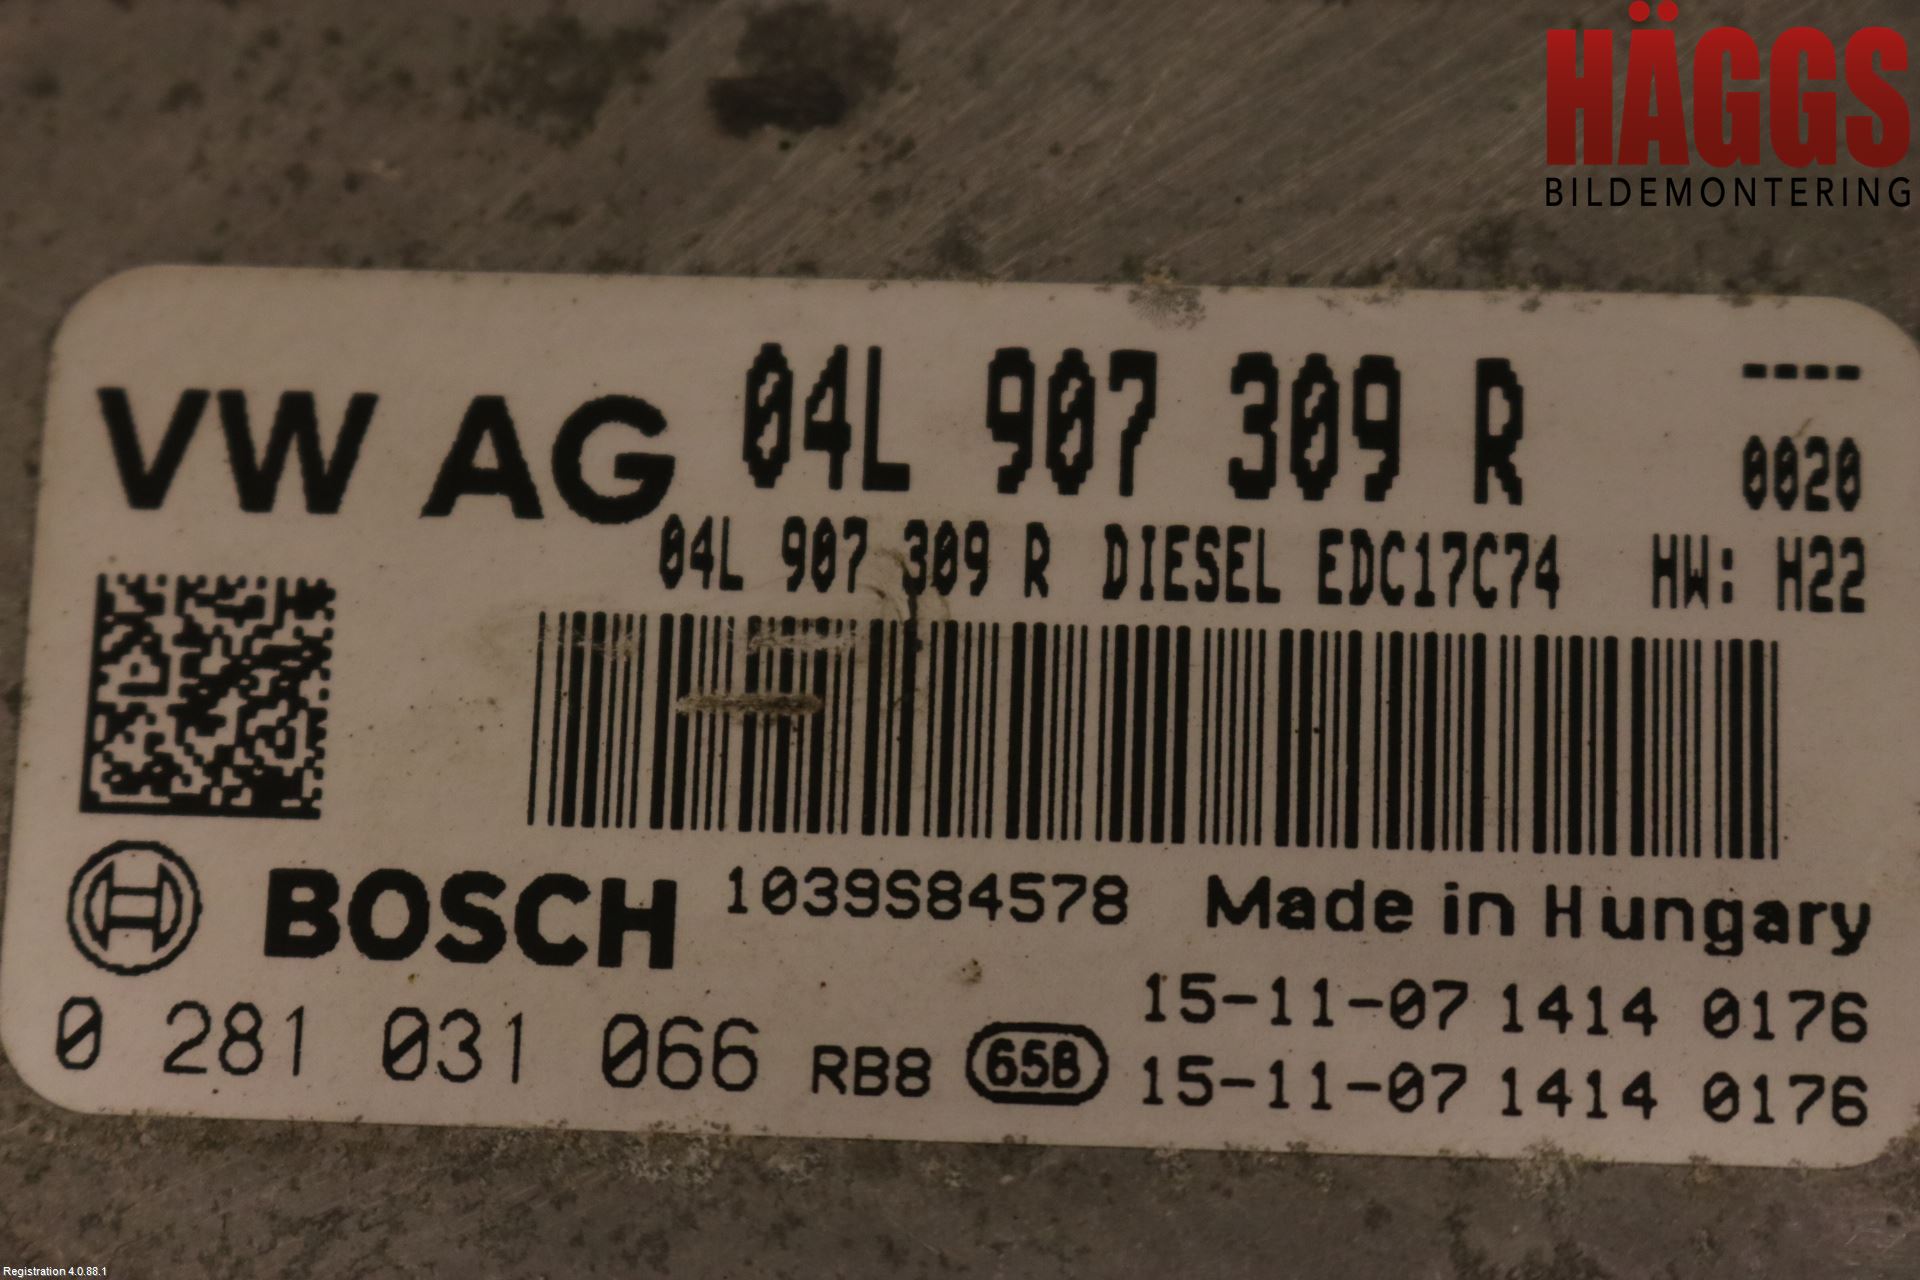 HÄGGS
BILDEMONTERING
VW AG 04L 907 309 R ----
0020
04L 907 309 R DIESEL EDC17C74 HW: H22
BOSCH 1039S84578 Made in Hungary
15-11-07 1414 0176
0 281 031 066 RB8 65B 15-11-07 1414 0176
Registration 4.0.88.1